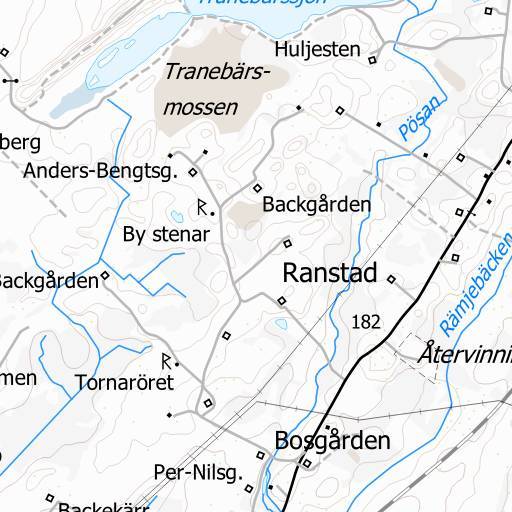 Tranebärssjön
Huljesten
Tranebärs-
mossen
Pösan
berg
Anders-Bengtsg.
Backgården
By stenar
Rämjebäcken
Backgården
Ranstad
182
Återvinni
men
Tornaröret
Bosgården
Per-Nilsg.
Backekärr